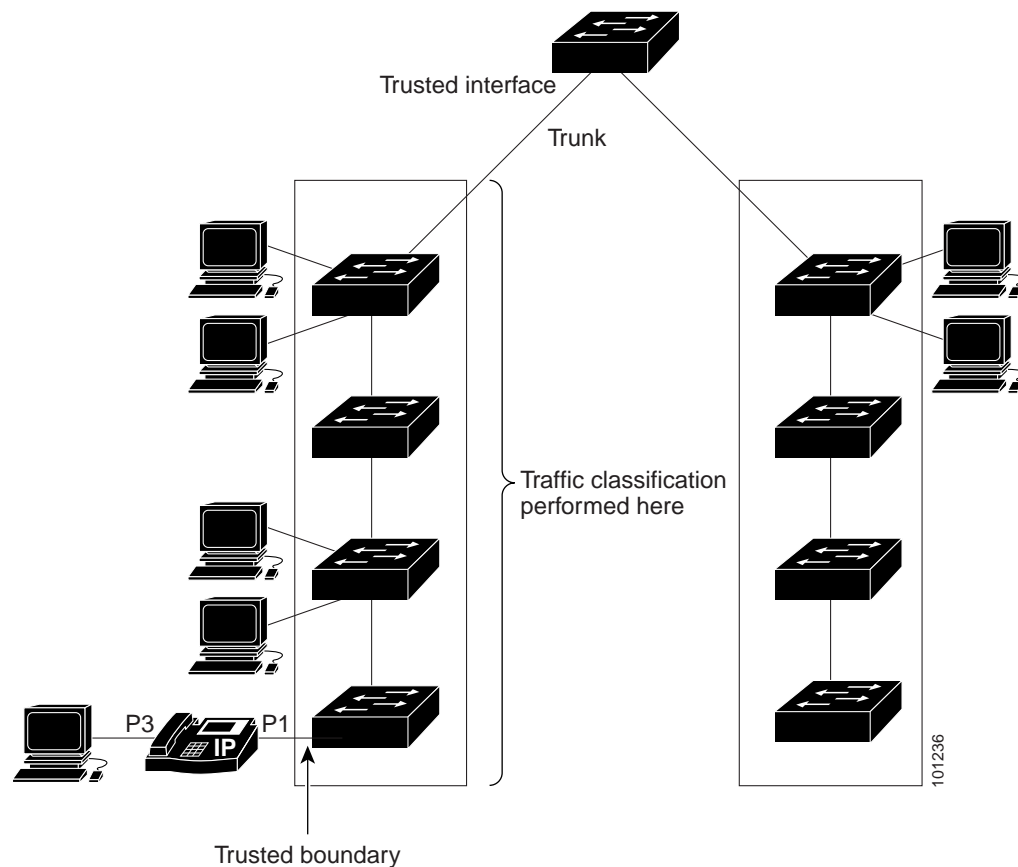 Trusted interface
Trunk
Traffic classification
performed here
P3
IP
P1
101236
Trusted boundary